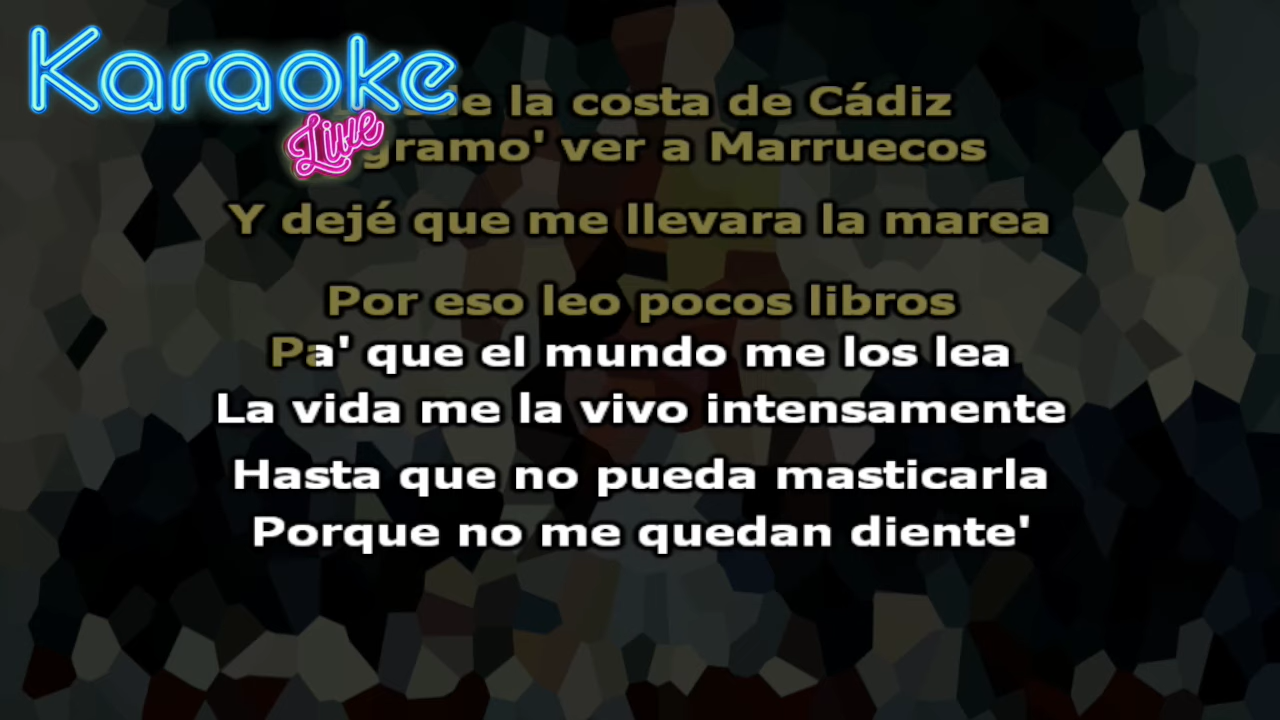 Karaoke
Live
de la costa de Cádiz
gramo' ver a Marruecos
Y dejé que me llevara la marea
Por eso leo pocos libros
Pa' que el mundo me los lea
La vida me la vivo intensamente
Hasta que no pueda masticarla
Porque no me quedan diente'